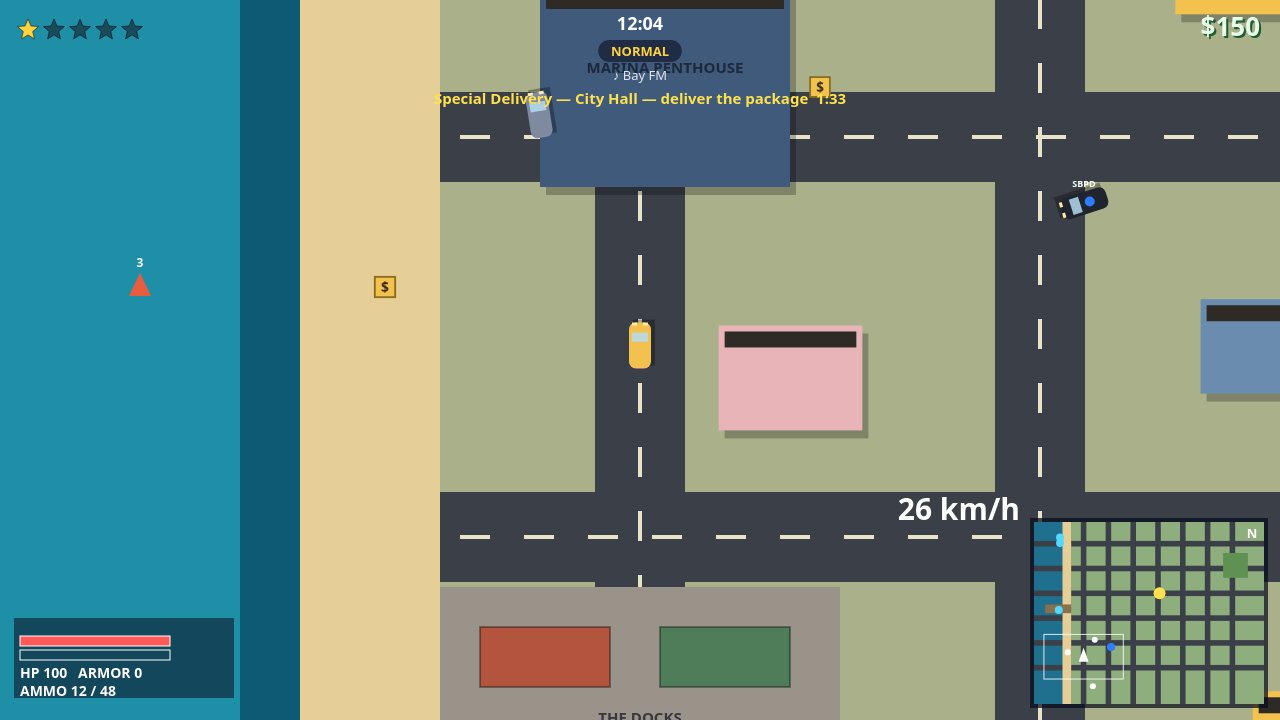 12:04
$150
NORMAL
MARINA PENTHOUSE
♪ Bay FM
$
Special Delivery — City Hall — deliver the package 1:33
SBPD
3
$
26 km/h
N
HP 100 ARMOR 0
AMMO 12 / 48
THE DOCKS